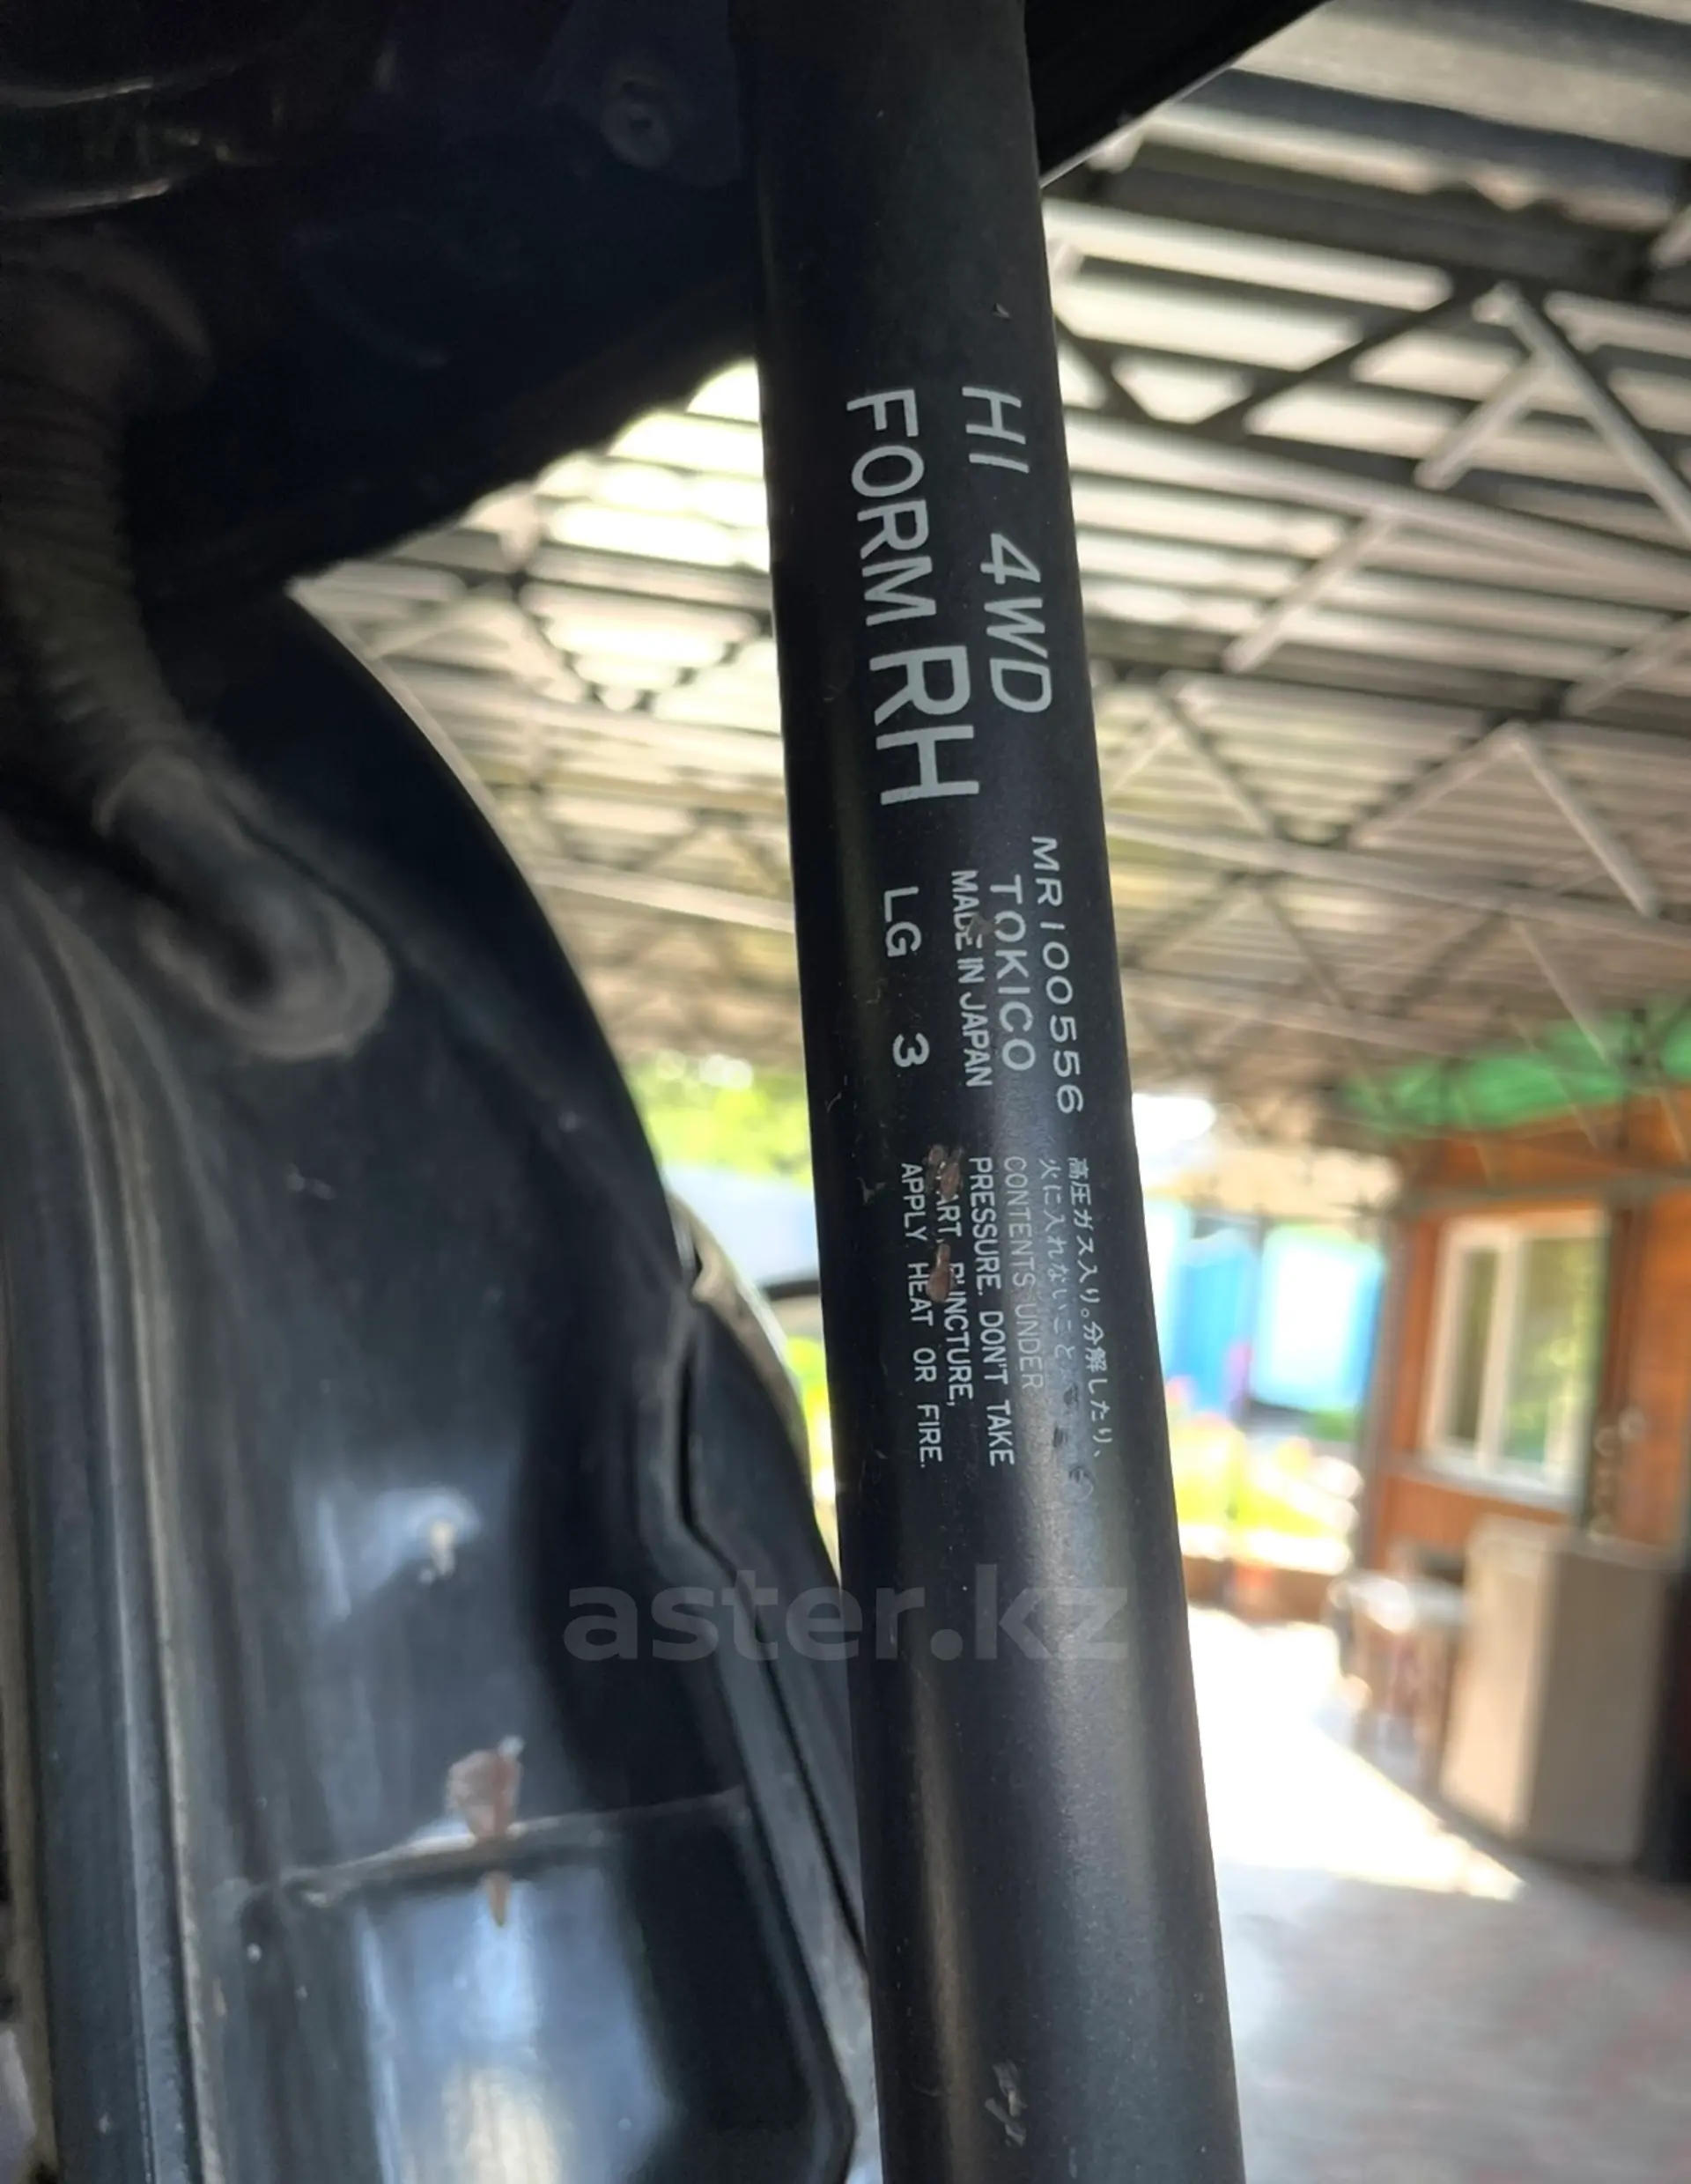 HI 4WD
FORM RH
MR100556
TOKICO
MADE IN JAPAN
LG 3
高圧ガス入り。分解したり、
火に入れないこと
CONTENTS UNDER
PRESSURE. DON'T TAKE
PUNCTURE,
APPLY HEAT OR FIRE.
aster.kz